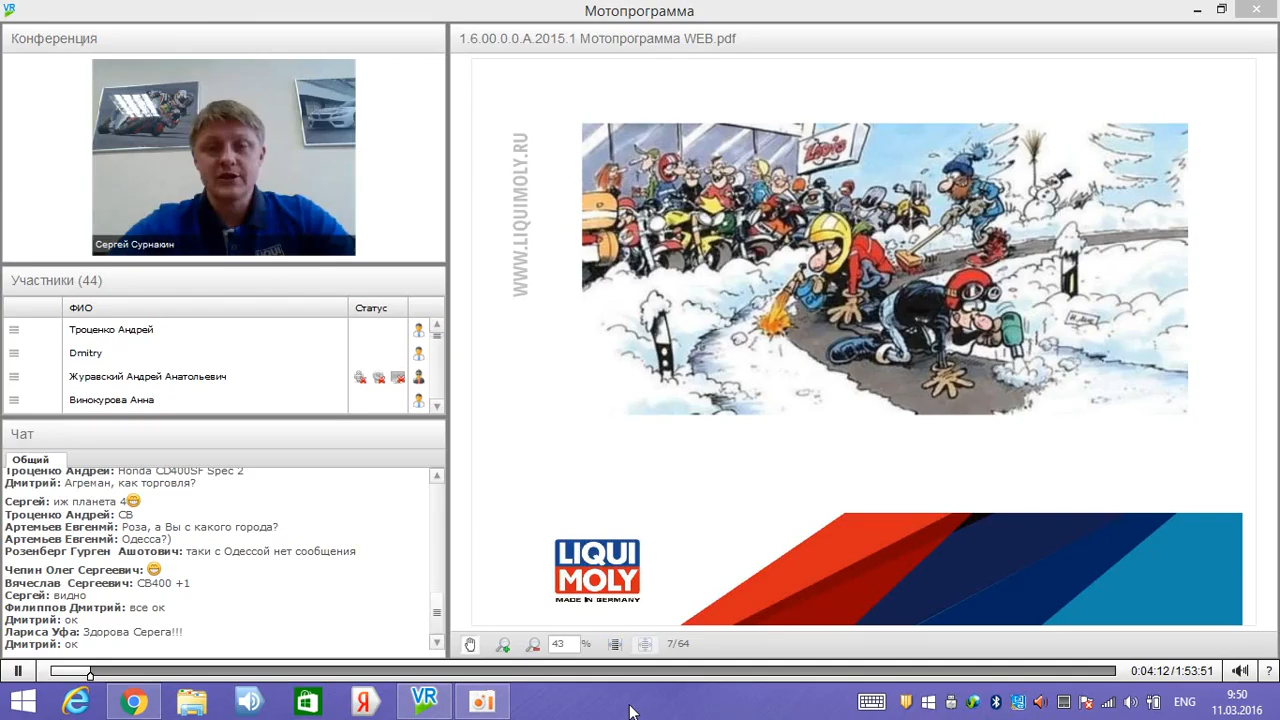 Мотопрограмма
Конференция
Сергей Сурнакин
Участники (44)
ФИО
Статус
Троценко Андрей
Dmitry
Журавский Андрей Анатольевич
Винокурова Анна
Чат
Общий
Троценко Андрей: Honda CD400SF Spec 2
Дмитрий: Агреман, как торговля?
Сергей: иж планета 4
Троценко Андрей: CB
Артемьев Евгенмй: Роза, а Вы с какого города?
Артемьев Евгенмй: Одесса?)
Розенберг Гурген Ашотович: таки с Одессой нет сообщения
Чепин Олег Сергеевич:
Вячеслав Сергеевич: CB400 +1
Сергей: видно
Филиппов Дмитрий: все ок
Дмитрий: ок
Лариса Уфа: Здорова Серега!!!
Дмитрий: ок
1.6.00.0.0.A.2015.1 Мотопрограмма WEB.pdf
WWW.LIQUIMOLY.RU
LIQUI
MOLY
MADE IN GERMANY
43 %
7/64
0:04:12/1:53:51
?
VR
ENG
9:50
11.03.2016